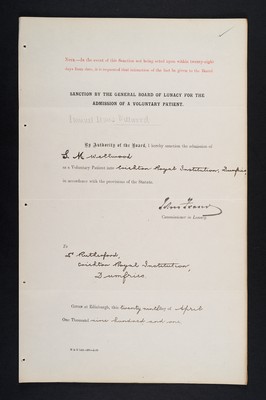 NOTE.—In the event of this Sanction not being acted upon within twenty-eight
days from date, it is requested that intimation of the fact be given to the Board.
SANCTION BY THE GENERAL BOARD OF LUNACY FOR THE
ADMISSION OF A VOLUNTARY PATIENT.
By Authority of the Board, I hereby sanction the admission of
S. M. Wellwood
as a Voluntary Patient into Crichton Royal Institution, Dumfries,
in accordance with the provisions of the Statute.
John Fraser
Commissioner in Lunacy.
To
Dr Rutherford,
Crichton Royal Institution,
Dumfries
Given at Edinburgh, this twenty ninth day of April
One Thousand nine hundred and one